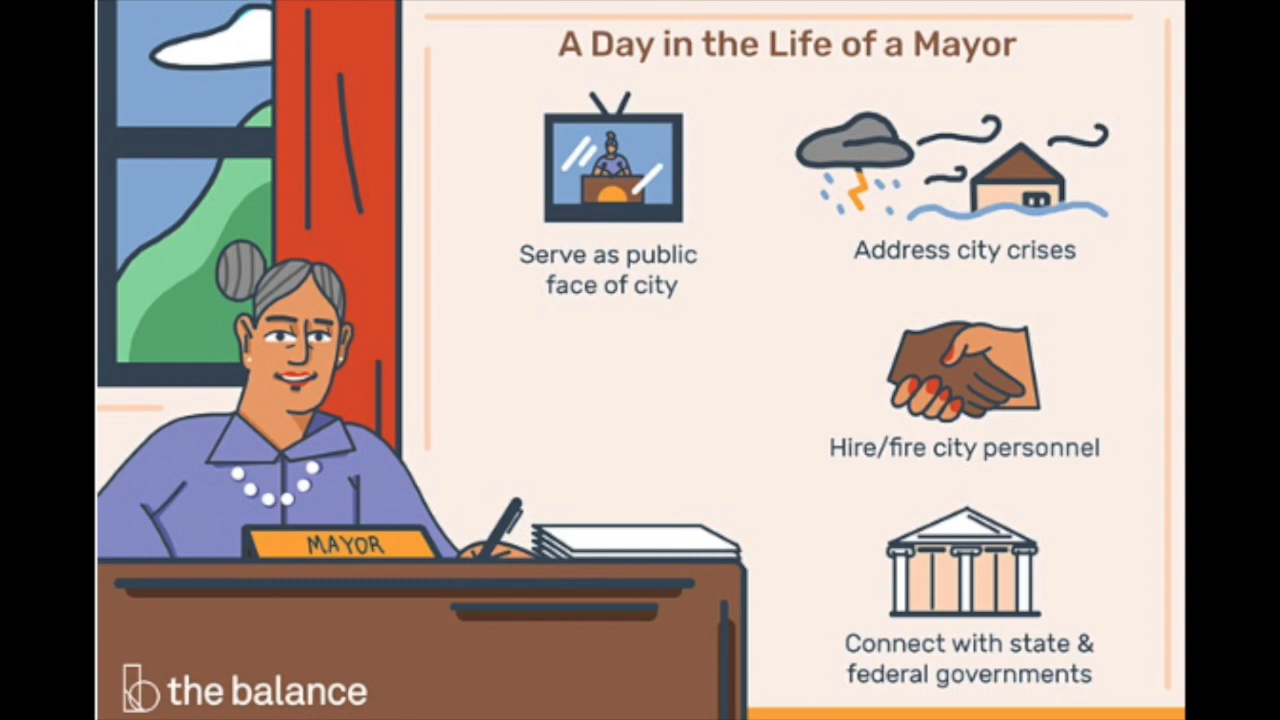 A Day in the Life of a Mayor
Serve as public
face of city
Address city crises
Hire/fire city personnel
Connect with state &
federal governments
MAYOR
the balance